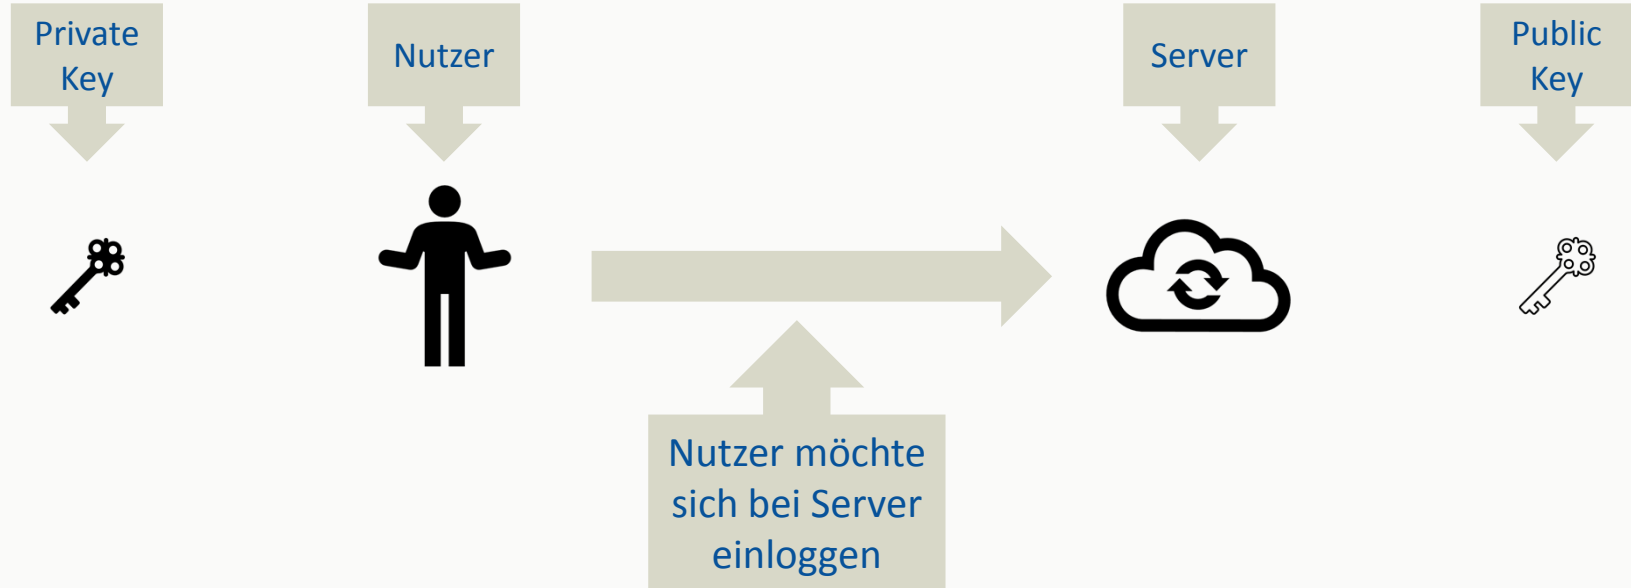 Private
Key
Nutzer
Server
Public
Key
Nutzer möchte
sich bei Server
einloggen